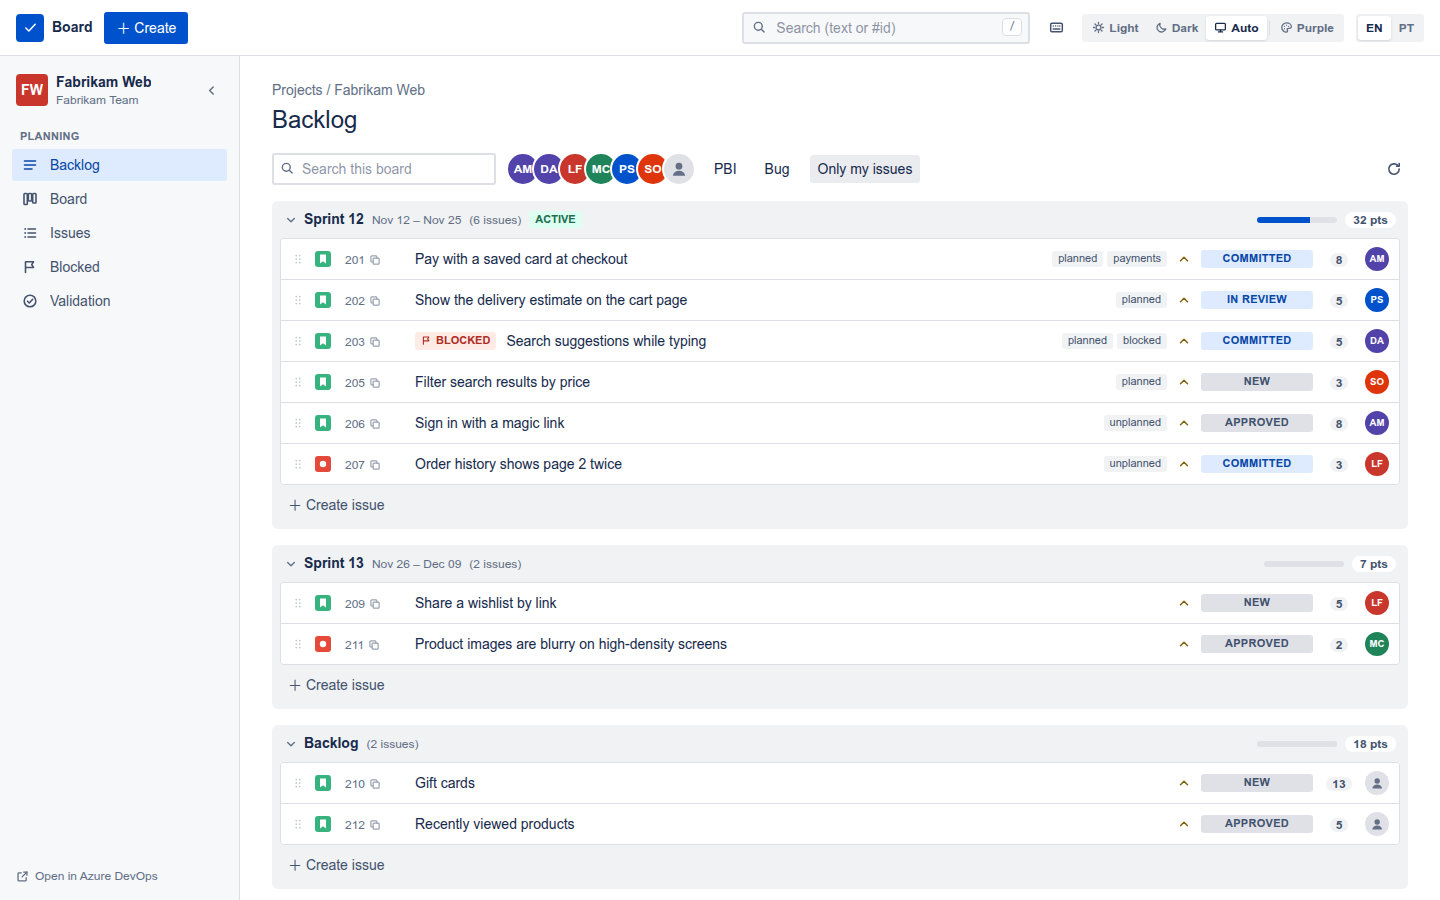 Board
Create
Search (text or #id)
/
Light
Dark
Auto
Purple
EN
PT
FW
Fabrikam Web
Fabrikam Team
PLANNING
Backlog
Board
Issues
Blocked
Validation
Open in Azure DevOps
Projects / Fabrikam Web
Backlog
Search this board
AM
DA
LF
MC
PS
SO
PBI
Bug
Only my issues
Sprint 12 Nov 12 – Nov 25 (6 issues) ACTIVE 32 pts
201 Pay with a saved card at checkout planned payments COMMITTED 8 AM
202 Show the delivery estimate on the cart page planned IN REVIEW 5 PS
203 BLOCKED Search suggestions while typing planned blocked COMMITTED 5 DA
205 Filter search results by price planned NEW 3 SO
206 Sign in with a magic link unplanned APPROVED 8 AM
207 Order history shows page 2 twice unplanned COMMITTED 3 LF
Create issue
Sprint 13 Nov 26 – Dec 09 (2 issues) 7 pts
209 Share a wishlist by link NEW 5 LF
211 Product images are blurry on high-density screens APPROVED 2 MC
Create issue
Backlog (2 issues) 18 pts
210 Gift cards NEW 13
212 Recently viewed products APPROVED 5
Create issue